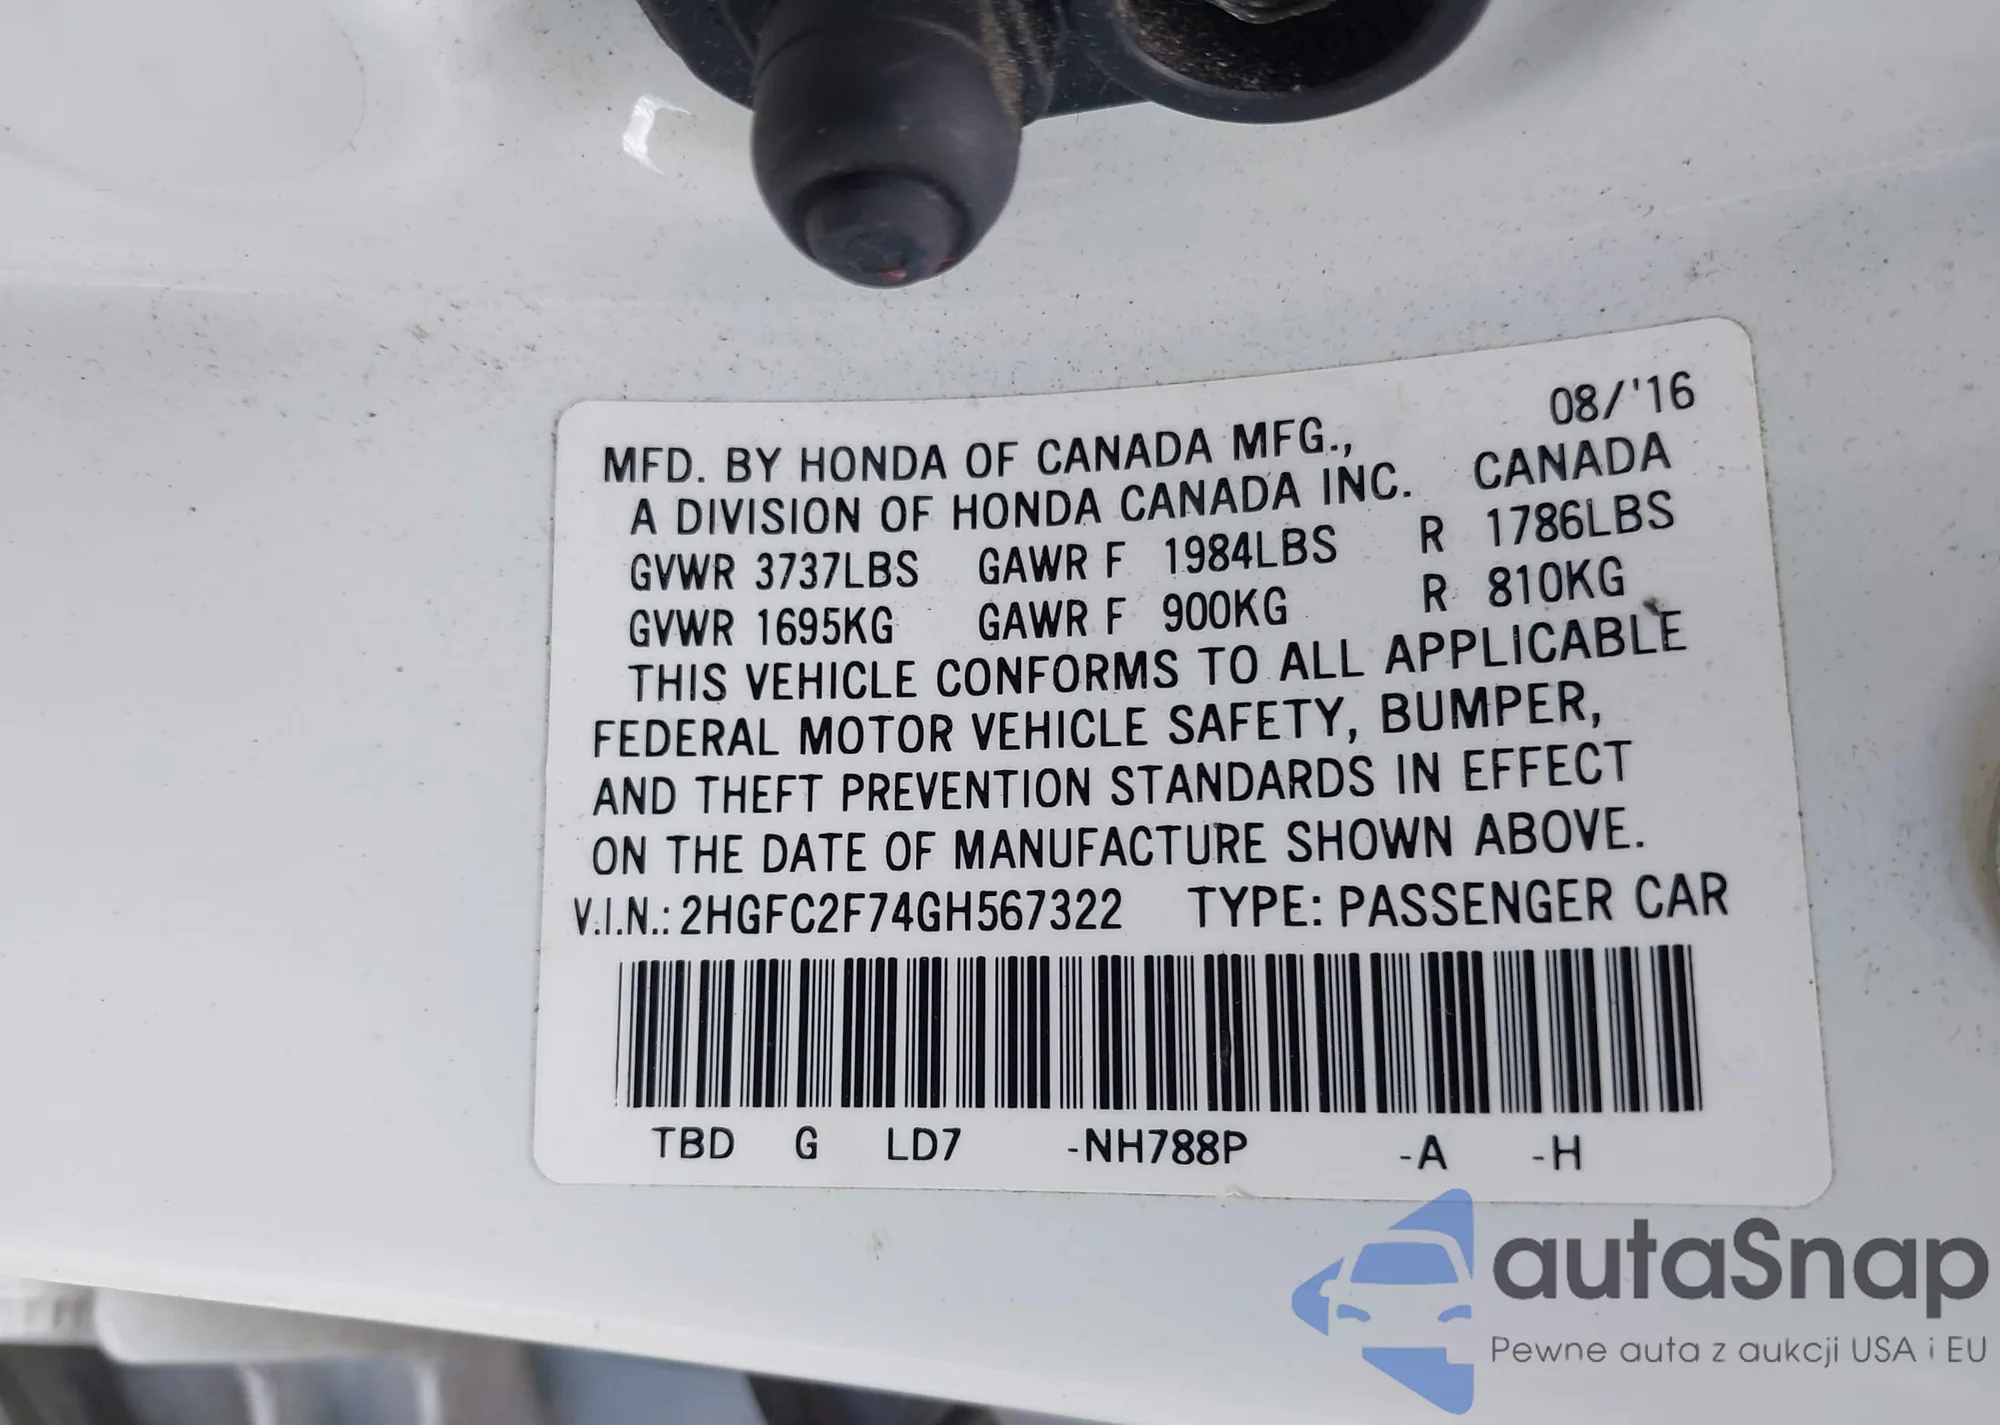 08/'16
MFD. BY HONDA OF CANADA MFG.,
A DIVISION OF HONDA CANADA INC. CANADA
GVWR 3737LBS GAWR F 1984LBS R 1786LBS
GVWR 1695KG GAWR F 900KG R 810KG
THIS VEHICLE CONFORMS TO ALL APPLICABLE
FEDERAL MOTOR VEHICLE SAFETY, BUMPER,
AND THEFT PREVENTION STANDARDS IN EFFECT
ON THE DATE OF MANUFACTURE SHOWN ABOVE.
V.I.N.: 2HGFC2F74GH567322 TYPE: PASSENGER CAR
TBD G LD7 -NH788P -A -H
autaSnap
Pewne auta z aukcji USA i EU